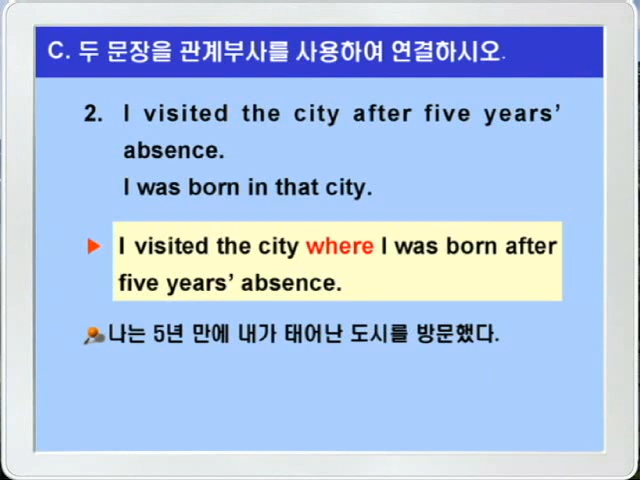 C. 두 문장을 관계부사를 사용하여 연결하시오.
2. I visited the city after five years’
absence.
I was born in that city.
I visited the city where I was born after
five years’ absence.
나는 5년 만에 내가 태어난 도시를 방문했다.